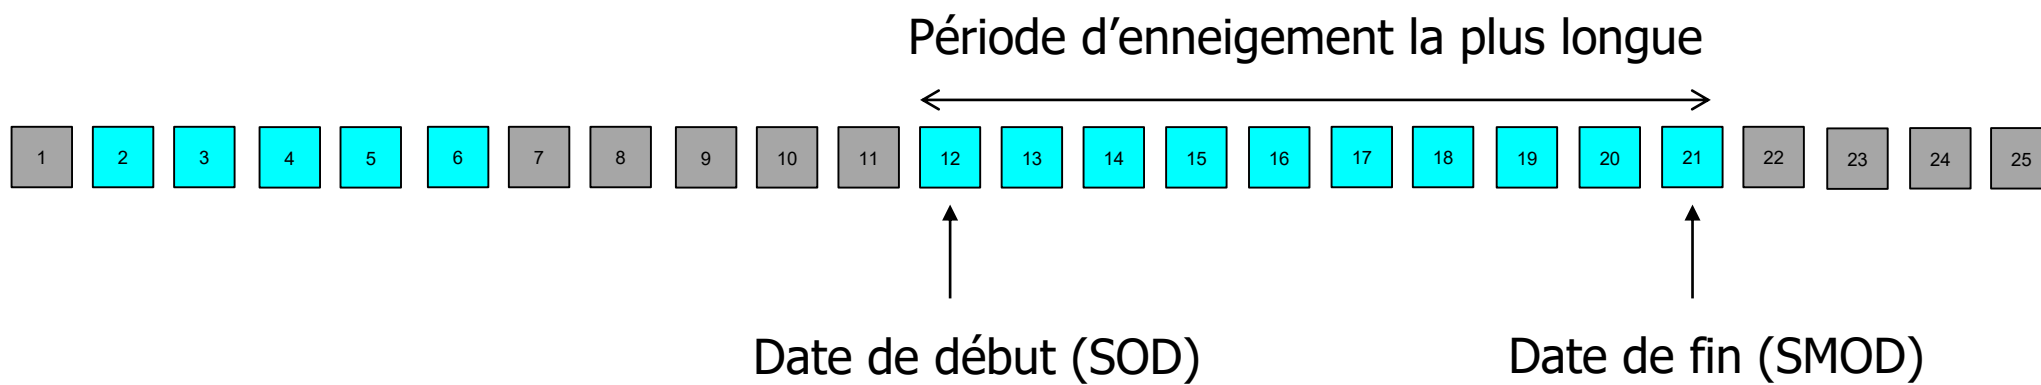 Période d’enneigement la plus longue
1 2 3 4 5 6 7 8 9 10 11 12 13 14 15 16 17 18 19 20 21 22 23 24 25
Date de début (SOD) Date de fin (SMOD)